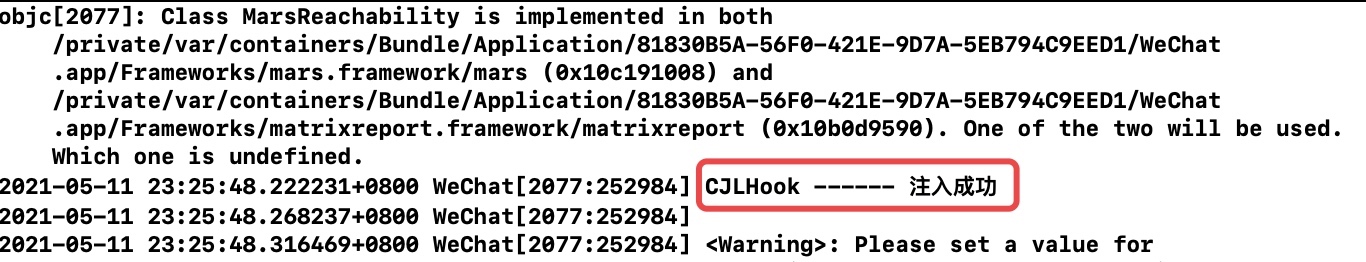 objc[2077]: Class MarsReachability is implemented in both
/private/var/containers/Bundle/Application/81830B5A-56F0-421E-9D7A-5EB794C9EED1/WeChat
.app/Frameworks/mars.framework/mars (0x10c191008) and
/private/var/containers/Bundle/Application/81830B5A-56F0-421E-9D7A-5EB794C9EED1/WeChat
.app/Frameworks/matrixreport.framework/matrixreport (0x10b0d9590). One of the two will be used.
Which one is undefined.
2021-05-11 23:25:48.222231+0800 WeChat[2077:252984] CJLHook ------ 注入成功
2021-05-11 23:25:48.268237+0800 WeChat[2077:252984]
2021-05-11 23:25:48.316469+0800 WeChat[2077:252984] <Warning>: Please set a value for